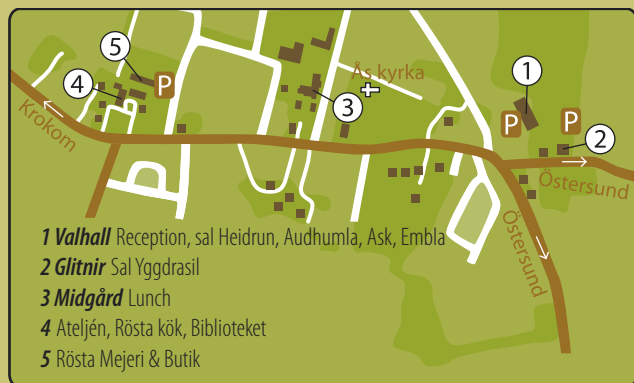 5
4
P
Krokom
Ås kyrka
3
1
P
P
2
Östersund
Östersund
1 Valhall Reception, sal Heidrun, Audhumla, Ask, Embla
2 Glitnir Sal Yggdrasil
3 Midgård Lunch
4 Ateljén, Rösta kök, Biblioteket
5 Rösta Mejeri & Butik